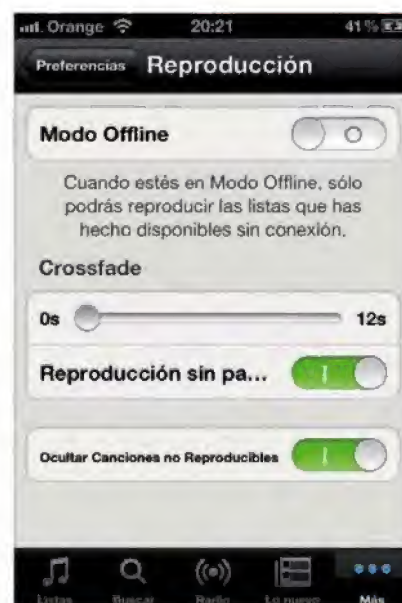 Orange 20:21 41%
Preferencias Reproducción
Modo Offline
Cuando estés en Modo Offline, sólo
podrás reproducir las listas que has
hecho disponibles sin conexión.
Crossfade
0s 12s
Reproducción sin pa...
Ocultar Canciones no Reproducibles
Listas Buscar Radio Lo nuevo Más